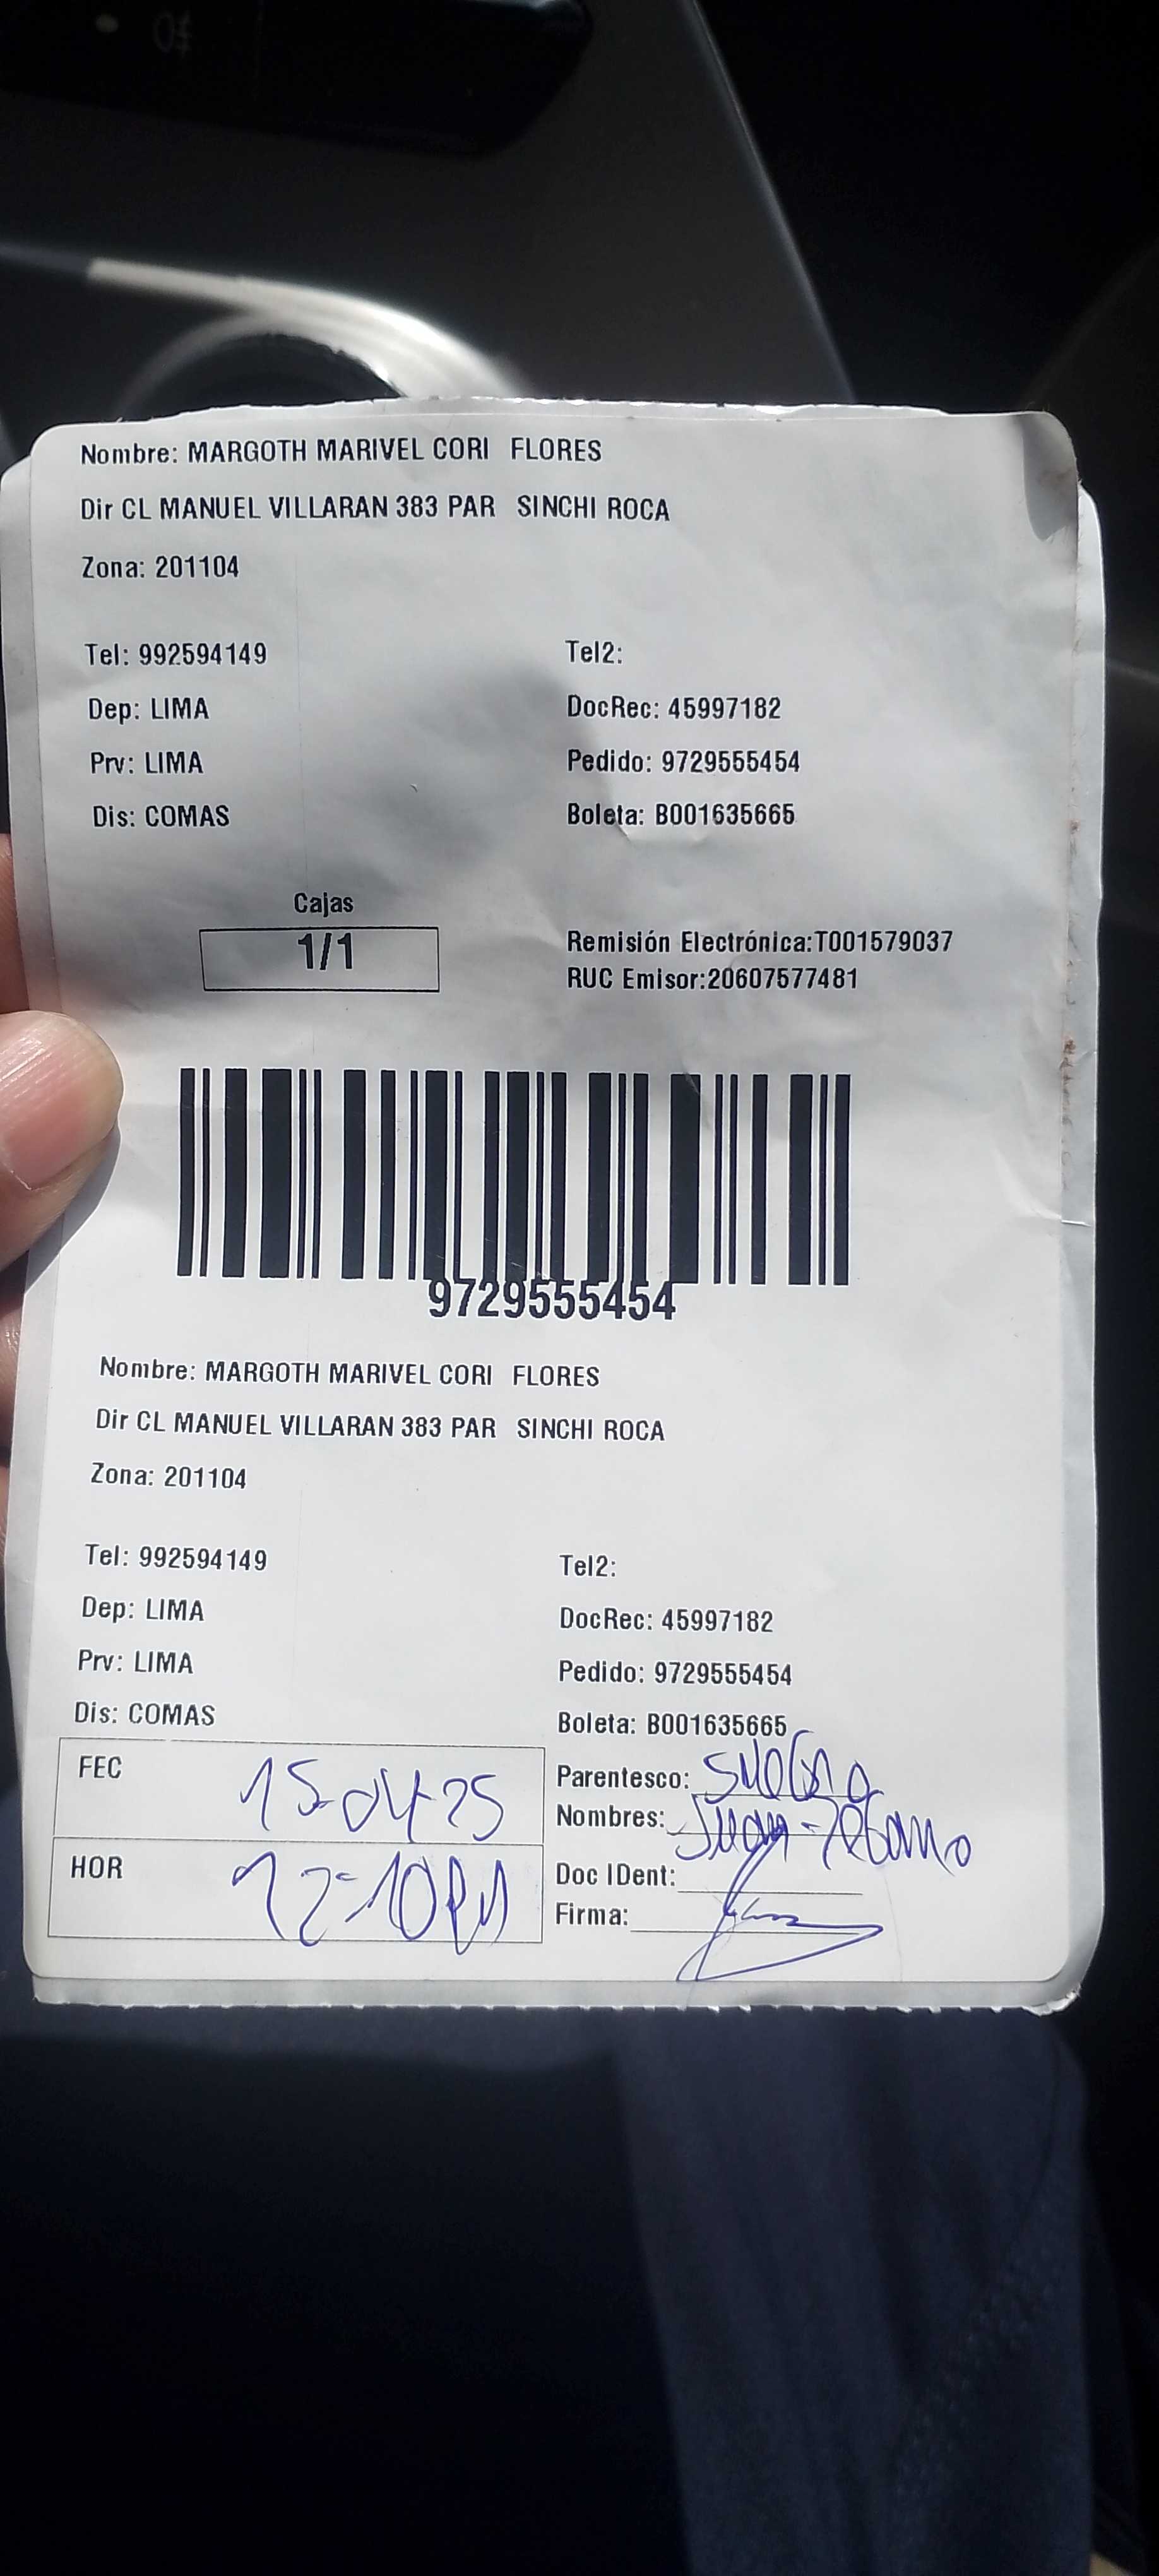 Nombre: MARGOTH MARIVEL CORI FLORES
Dir CL MANUEL VILLARAN 383 PAR SINCHI ROCA
Zona: 201104
Tel: 992594149 Tel2:
Dep: LIMA DocRec: 45997182
Prv: LIMA Pedido: 9729555454
Dis: COMAS Boleta: B001635665
Cajas
1/1
Remisión Electrónica:T001579037
RUC Emisor:20607577481
9729555454
Nombre: MARGOTH MARIVEL CORI FLORES
Dir CL MANUEL VILLARAN 383 PAR SINCHI ROCA
Zona: 201104
Tel: 992594149 Tel2:
Dep: LIMA DocRec: 45997182
Prv: LIMA Pedido: 9729555454
Dis: COMAS Boleta: B001635665
FEC 15-04-25
Parentesco: Suegro
Nombres: Juan
HOR 12-10PM
Doc IDent:
Firma: